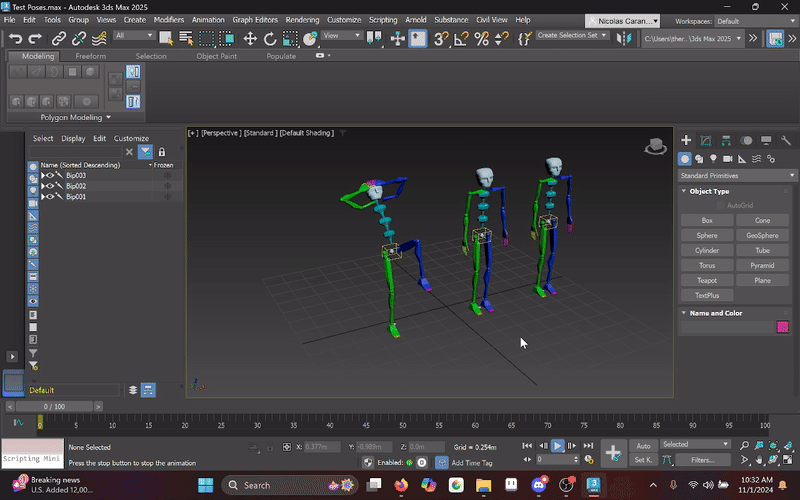 Test Poses.max - Autodesk 3ds Max 2025
File Edit Tools Group Views Create Modifiers Animation Graph Editors Rendering Customize Scripting Arnold Substance Civil View Help
Nicolas Caran... Workspaces: Default
All View Create Selection Set C:\Users\ther...\3ds Max 2025
Modeling Freeform Selection Object Paint Populate
Polygon Modeling
Select Display Edit Customize
Name (Sorted Descending) Frozen
Bip003
Bip002
Bip001
Default
[+] [Perspective] [Standard] [Default Shading]
Standard Primitives
Object Type
AutoGrid
Box Cone
Sphere GeoSphere
Cylinder Tube
Torus Pyramid
Teapot Plane
TextPlus
Name and Color
0 / 100
0 5 10 15 20 25 30 35 40 45 50 55 60 65 70 75 80 85 90 95 100
None Selected X: 0.377m Y: -8.989m Z: 0.0m Grid = 0.254m Auto Selected
Scripting Mini Press the stop button to stop the animation Enabled: Add Time Tag 0 Set K. Filters...
Breaking news
U.S. Added 12,00...
Search
10:32 AM
11/1/2024